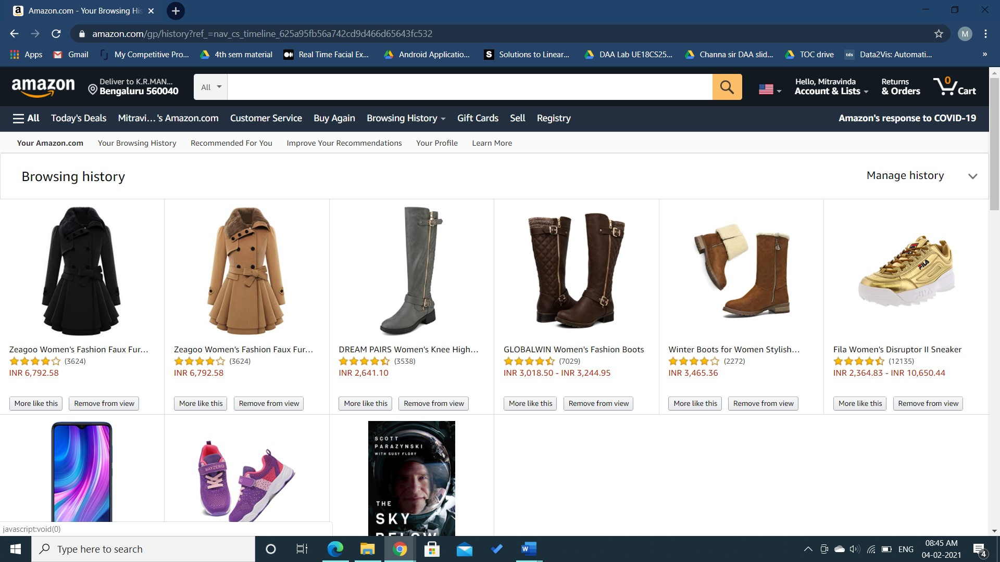 Amazon.com - Your Browsing His
amazon.com/gp/history?ref_=nav_cs_timeline_625a95fb56a742cd9d466d65643fc532
M
Apps Gmail My Competitive Pro... 4th sem material Real Time Facial Ex... Android Applicatio... Solutions to Linear... DAA Lab UE18CS25... Channa sir DAA slid... TOC drive tds Data2Vis: Automati... »
amazon
Deliver to K.R.MAN...
Bengaluru 560040
All
Hello, Mitravinda
Account & Lists
Returns
& Orders
0
Cart
All Today's Deals Mitravi...'s Amazon.com Customer Service Buy Again Browsing History Gift Cards Sell Registry Amazon's response to COVID-19
Your Amazon.com Your Browsing History Recommended For You Improve Your Recommendations Your Profile Learn More
Browsing history Manage history
FILA
Zeagoo Women's Fashion Faux Fur...
(3624)
INR 6,792.58
More like this Remove from view
Zeagoo Women's Fashion Faux Fur...
(3624)
INR 6,792.58
More like this Remove from view
DREAM PAIRS Women's Knee High...
(3538)
INR 2,641.10
More like this Remove from view
GLOBALWIN Women's Fashion Boots
(7029)
INR 3,018.50 - INR 3,244.95
More like this Remove from view
Winter Boots for Women Stylish...
(2272)
INR 3,465.36
More like this Remove from view
Fila Women's Disruptor II Sneaker
(12135)
INR 2,364.83 - INR 10,650.44
More like this Remove from view
MAYZERO
SCOTT
PARAZYNSKI
WITH SUSY FLORY
THE
SKY
BELOW
javascript:void(0)
Type here to search
ENG
08:45 AM
04-02-2021
4